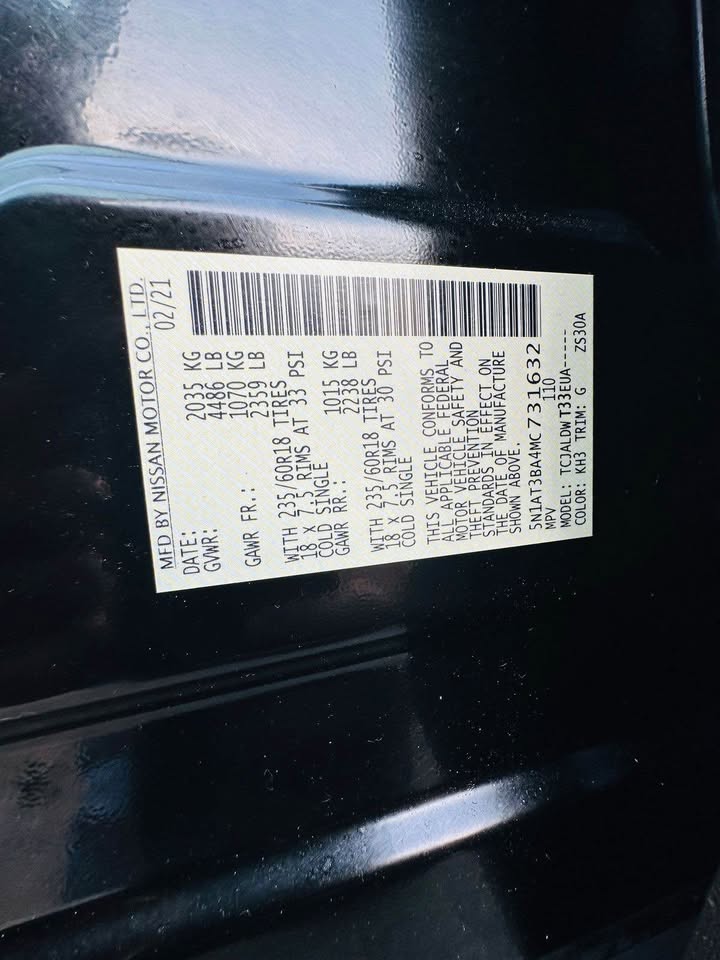 MFD BY NISSAN MOTOR CO., LTD.
DATE: 02/21
GVWR: 2035 KG
4486 LB
GAWR FR.: 1070 KG
2359 LB
WITH 235/60R18 TIRES
18 X 7.5 RIMS AT 33 PSI
COLD SINGLE
GAWR RR.: 1015 KG
2238 LB
WITH 235/60R18 TIRES
18 X 7.5 RIMS AT 30 PSI
COLD SINGLE
THIS VEHICLE CONFORMS TO
ALL APPLICABLE FEDERAL
MOTOR VEHICLE SAFETY AND
THEFT PREVENTION
STANDARDS IN EFFECT ON
THE DATE OF MANUFACTURE
SHOWN ABOVE.
5N1AT3BA4MC731632
MPV 110
MODEL: TCJALDWT33EUA-----
COLOR: KH3 TRIM: G ZS30A